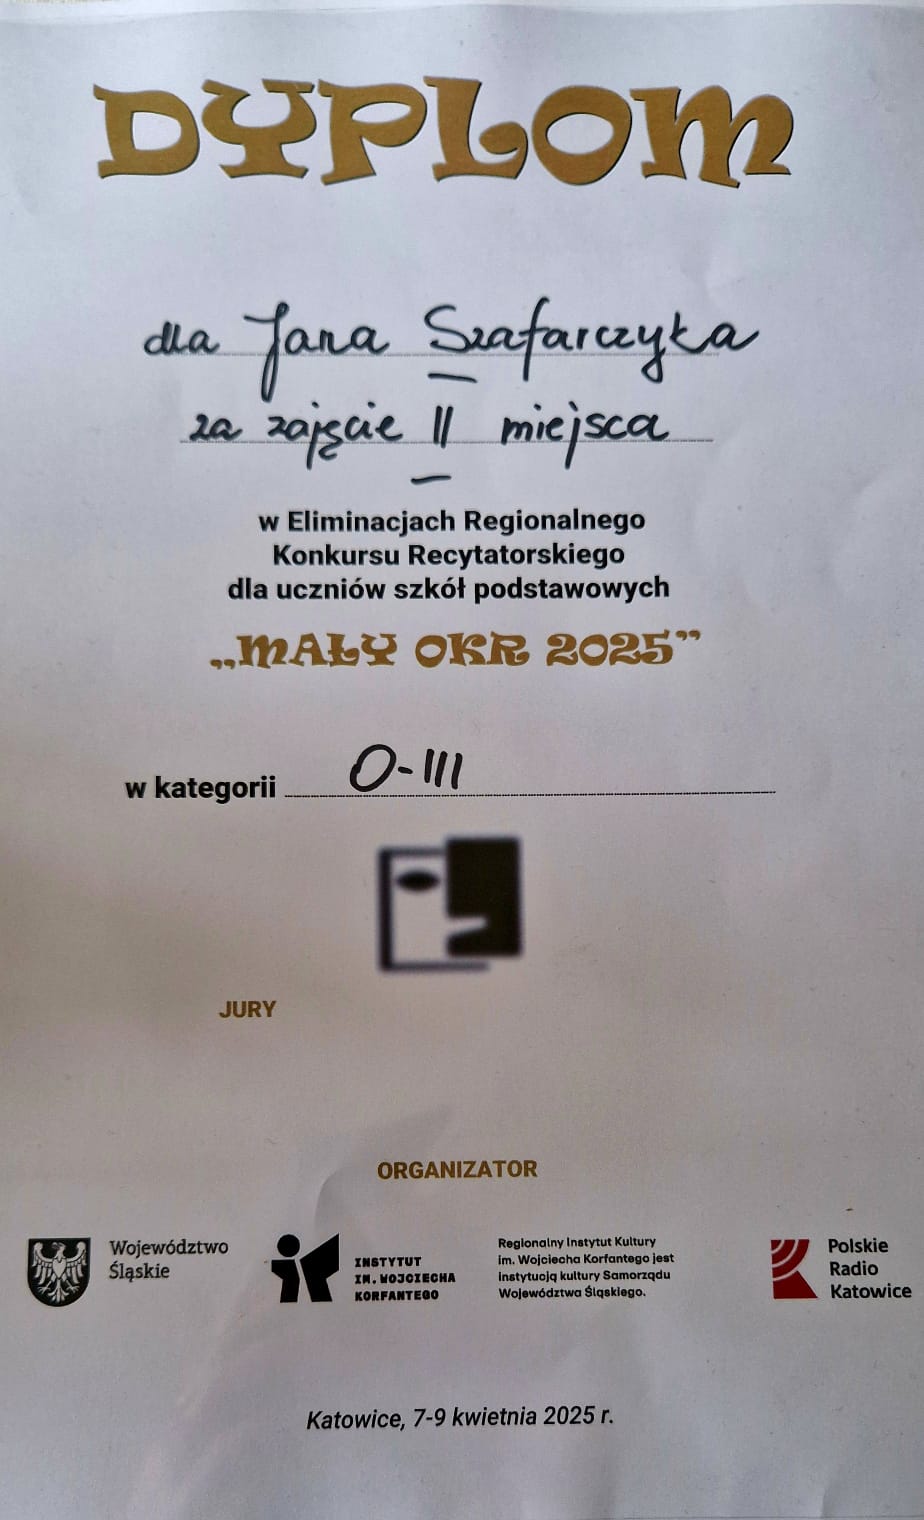 DYPLOM
dla Jana Szafarczyka
za zajęcie II miejsca
w Eliminacjach Regionalnego
Konkursu Recytatorskiego
dla uczniów szkół podstawowych
„MAŁY OKR 2025”
w kategorii 0-III
JURY
ORGANIZATOR
Województwo
Śląskie
INSTYTUT
IM. WOJCIECHA
KORFANTEGO
Regionalny Instytut Kultury
im. Wojciecha Korfantego jest
instytucją kultury Samorządu
Województwa Śląskiego.
Polskie
Radio
Katowice
Katowice, 7-9 kwietnia 2025 r.